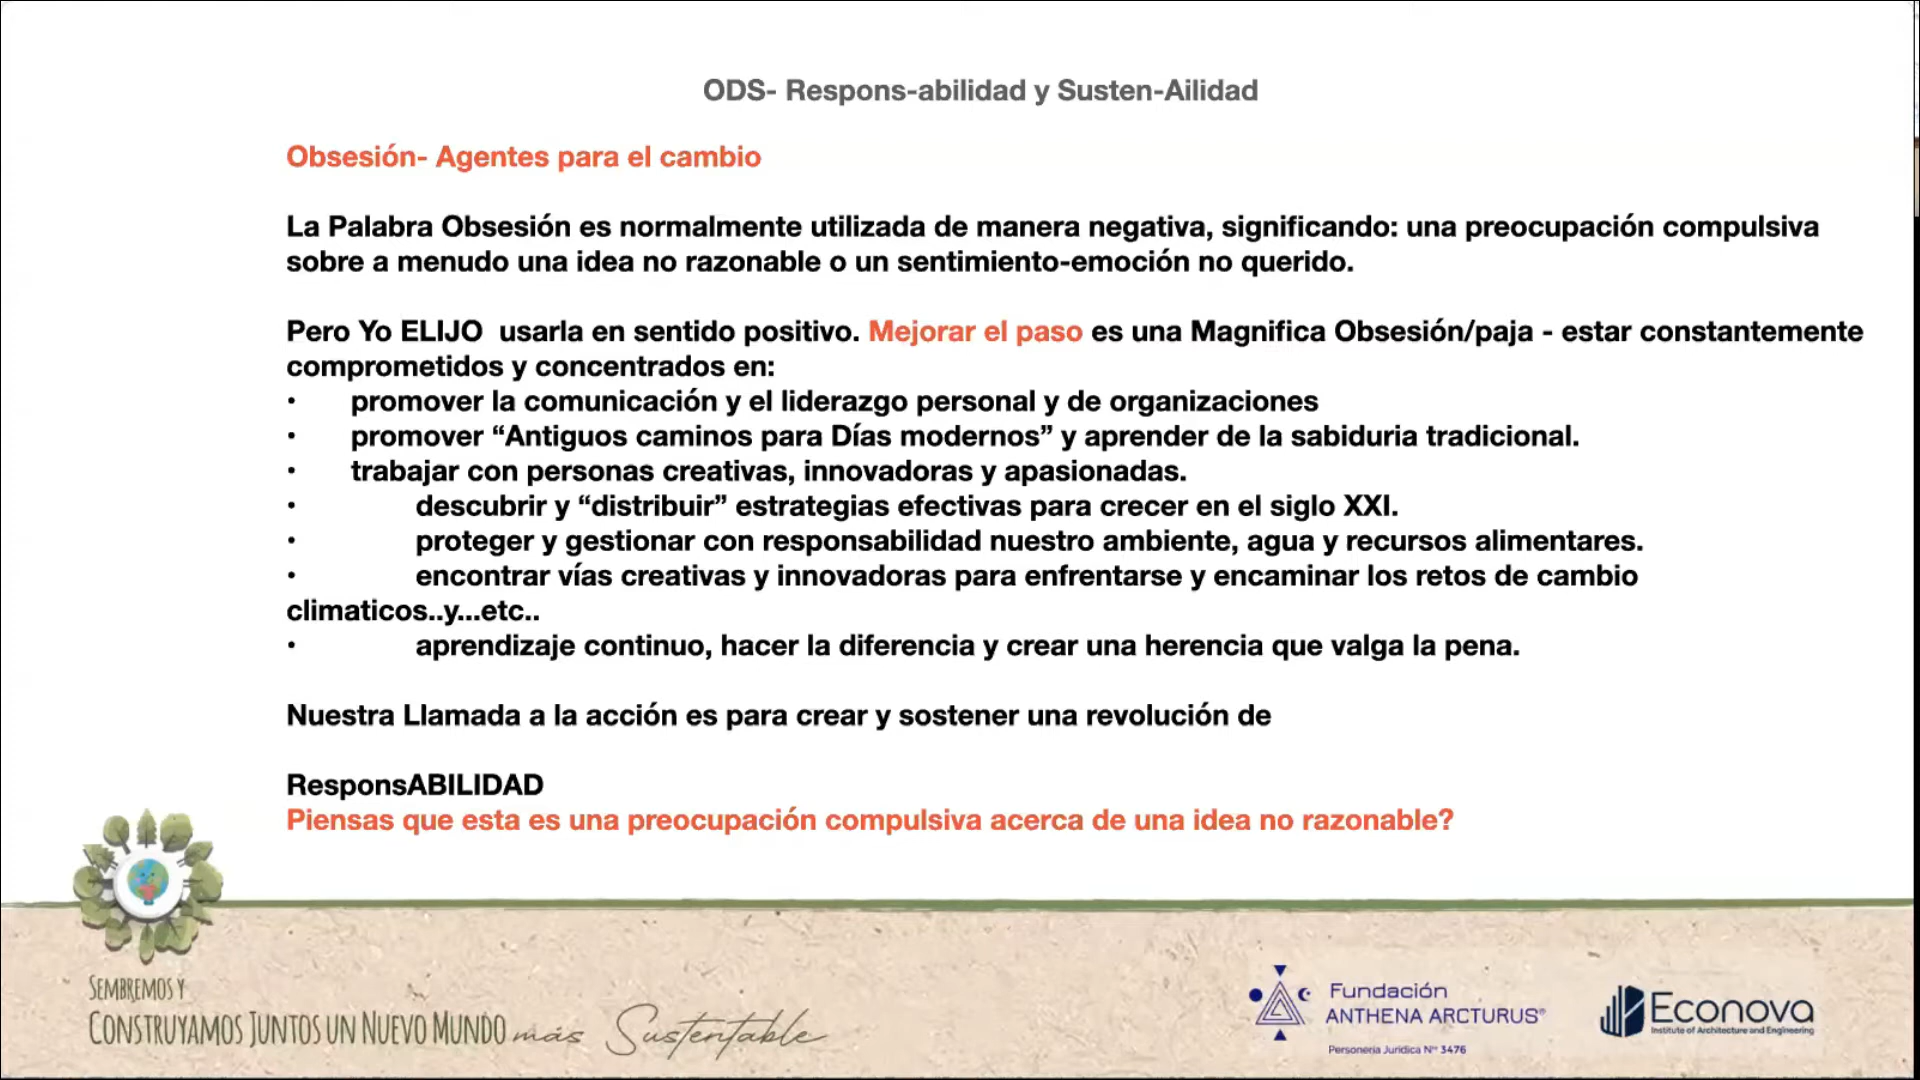 ODS- Respons-abilidad y Susten-Ailidad
Obsesión- Agentes para el cambio
La Palabra Obsesión es normalmente utilizada de manera negativa, significando: una preocupación compulsiva
sobre a menudo una idea no razonable o un sentimiento-emoción no querido.
Pero Yo ELIJO  usarla en sentido positivo. Mejorar el paso es una Magnifica Obsesión/paja - estar constantemente
comprometidos y concentrados en:
• promover la comunicación y el liderazgo personal y de organizaciones
• promover “Antiguos caminos para Días modernos” y aprender de la sabiduria tradicional.
• trabajar con personas creativas, innovadoras y apasionadas.
• descubrir y “distribuir” estrategias efectivas para crecer en el siglo XXI.
• proteger y gestionar con responsabilidad nuestro ambiente, agua y recursos alimentares.
• encontrar vías creativas y innovadoras para enfrentarse y encaminar los retos de cambio
climaticos..y...etc..
• aprendizaje continuo, hacer la diferencia y crear una herencia que valga la pena.
Nuestra Llamada a la acción es para crear y sostener una revolución de
ResponsABILIDAD
Piensas que esta es una preocupación compulsiva acerca de una idea no razonable?
SEMBREMOS Y
CONSTRUYAMOS JUNTOS UN NUEVO MUNDO más Sustentable
Fundación
ANTHENA ARCTURUS®
Personería Jurídica Nº 3476
Econova
Institute of Architecture and Engineering